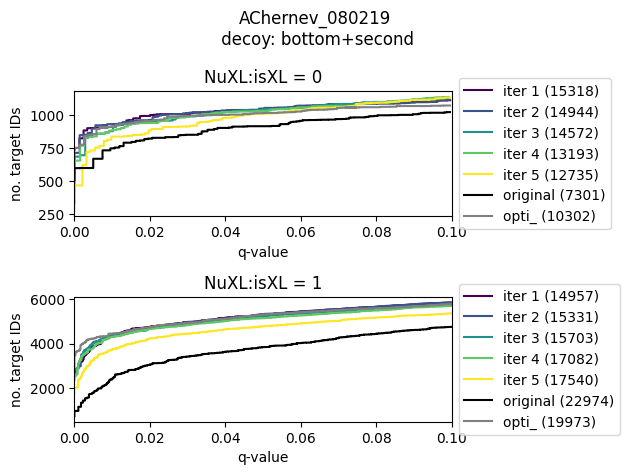 AChernev_080219
decoy: bottom+second
NuXL:isXL = 0
no. target IDs
1000
750
500
250
0.00 0.02 0.04 0.06 0.08 0.10
q-value
iter 1 (15318)
iter 2 (14944)
iter 3 (14572)
iter 4 (13193)
iter 5 (12735)
original (7301)
opti_ (10302)
NuXL:isXL = 1
no. target IDs
6000
4000
2000
0.00 0.02 0.04 0.06 0.08 0.10
q-value
iter 1 (14957)
iter 2 (15331)
iter 3 (15703)
iter 4 (17082)
iter 5 (17540)
original (22974)
opti_ (19973)